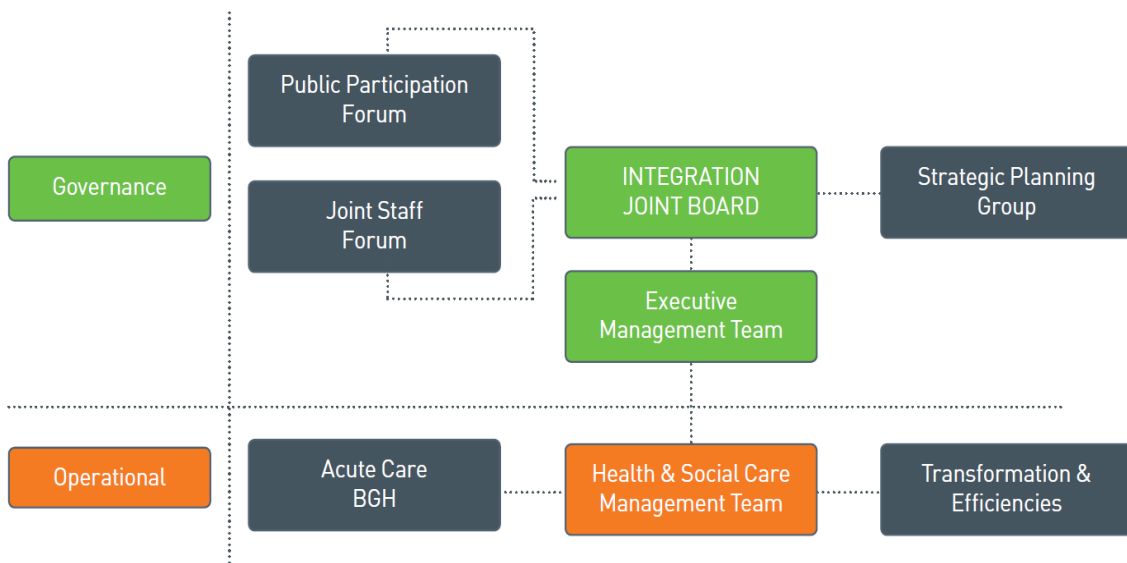 Public Participation
Forum
Governance
Joint Staff
Forum
INTEGRATION
JOINT BOARD
Strategic Planning
Group
Executive
Management Team
Operational
Acute Care
BGH
Health & Social Care
Management Team
Transformation &
Efficiencies